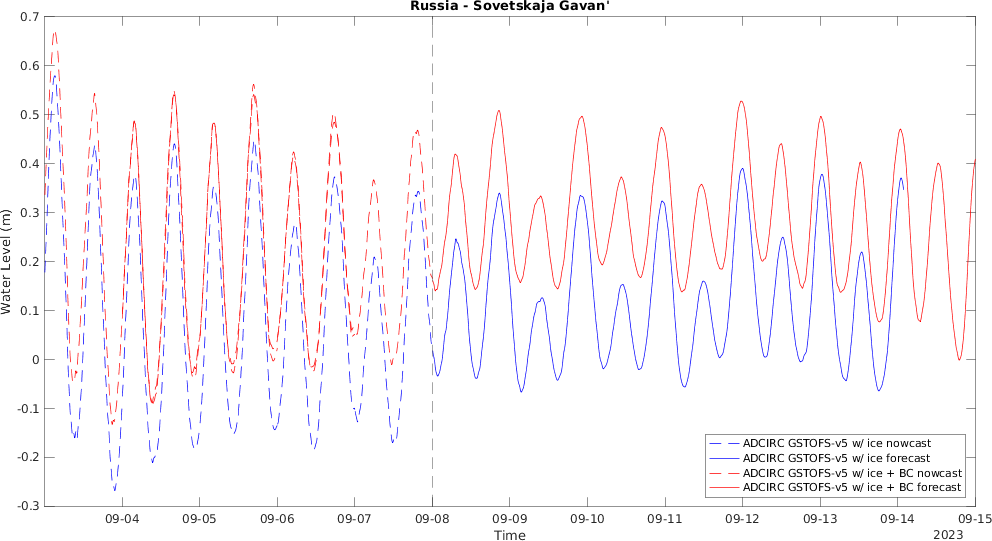 Russia - Sovetskaja Gavan'
0.7
0.6
0.5
0.4
0.3
0.2
0.1
0
-0.1
-0.2
-0.3
Water Level (m)
ADCIRC GSTOFS-v5 w/ ice nowcast
ADCIRC GSTOFS-v5 w/ ice forecast
ADCIRC GSTOFS-v5 w/ ice + BC nowcast
ADCIRC GSTOFS-v5 w/ ice + BC forecast
09-04 09-05 09-06 09-07 09-08 09-09 09-10 09-11 09-12 09-13 09-14 09-15
Time
2023